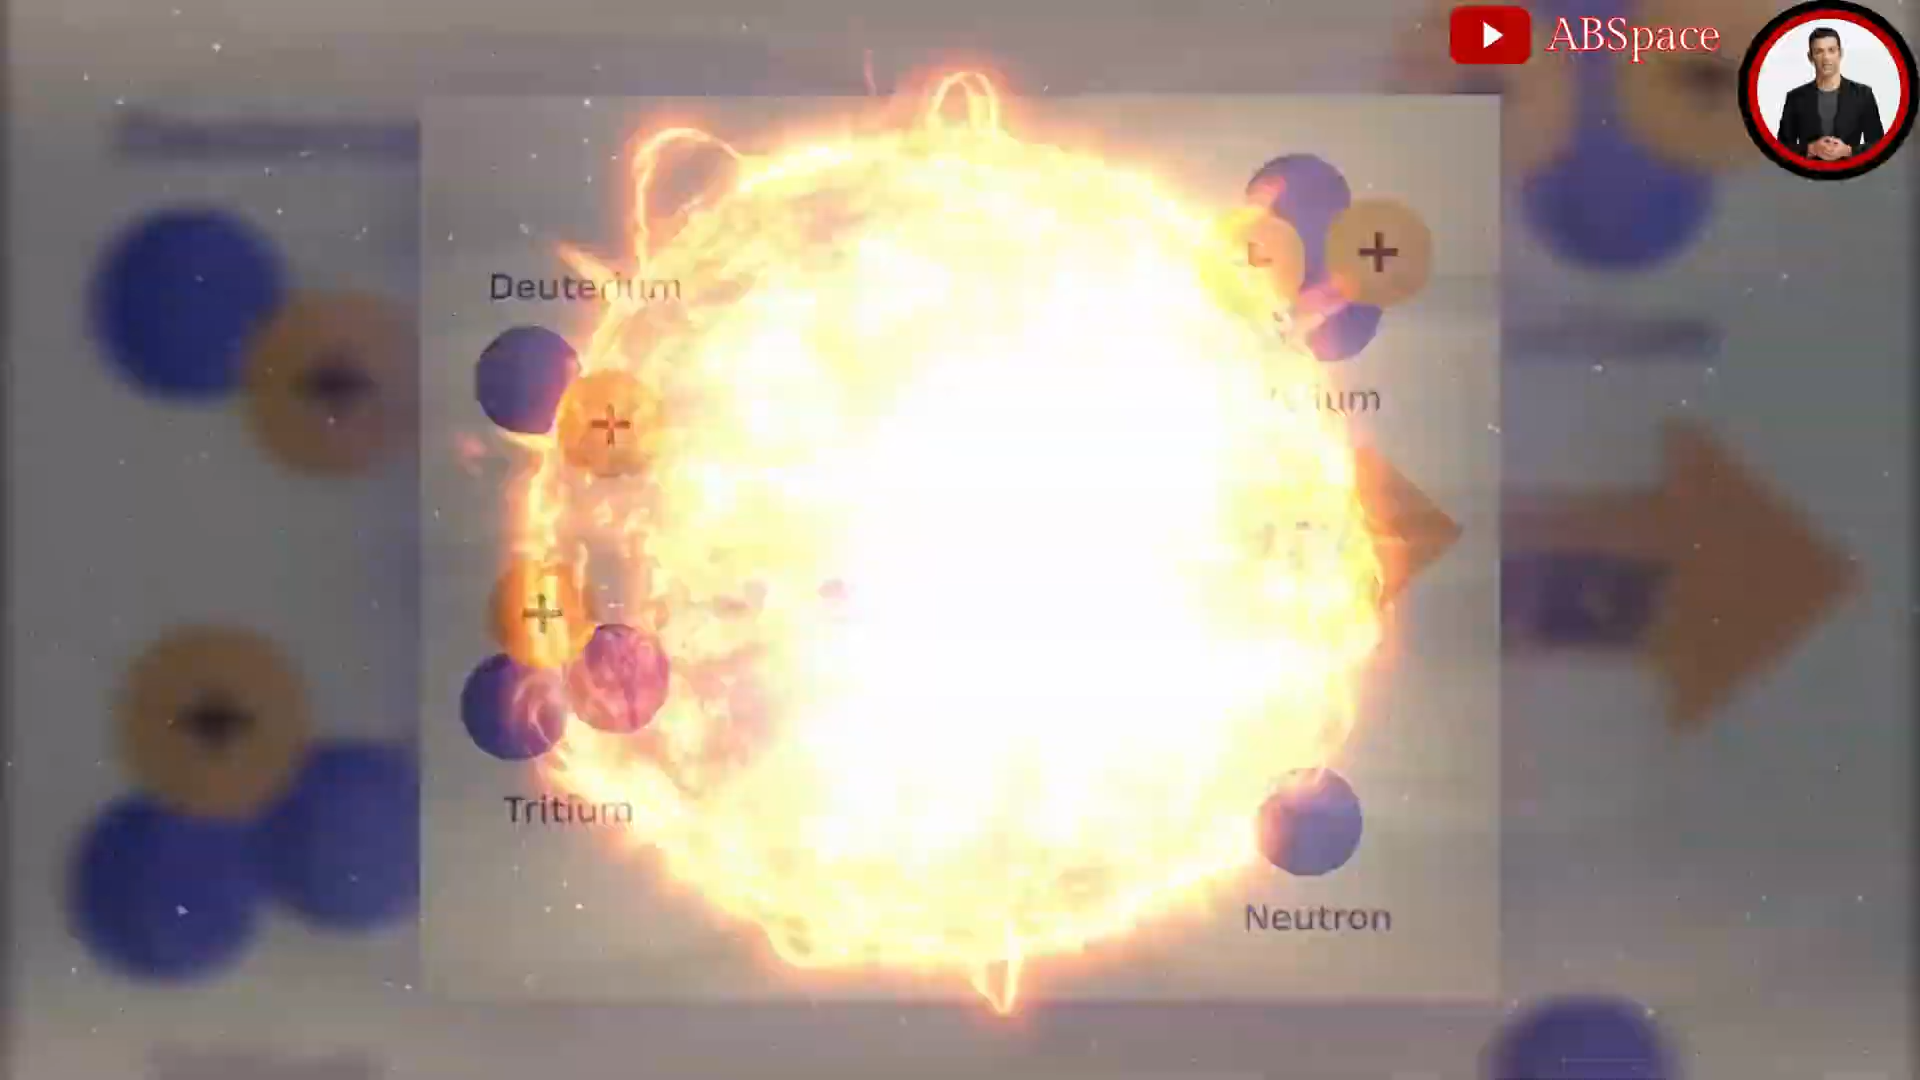 ABSpace
Deuterium
+
+
+
Tritium
Neutron